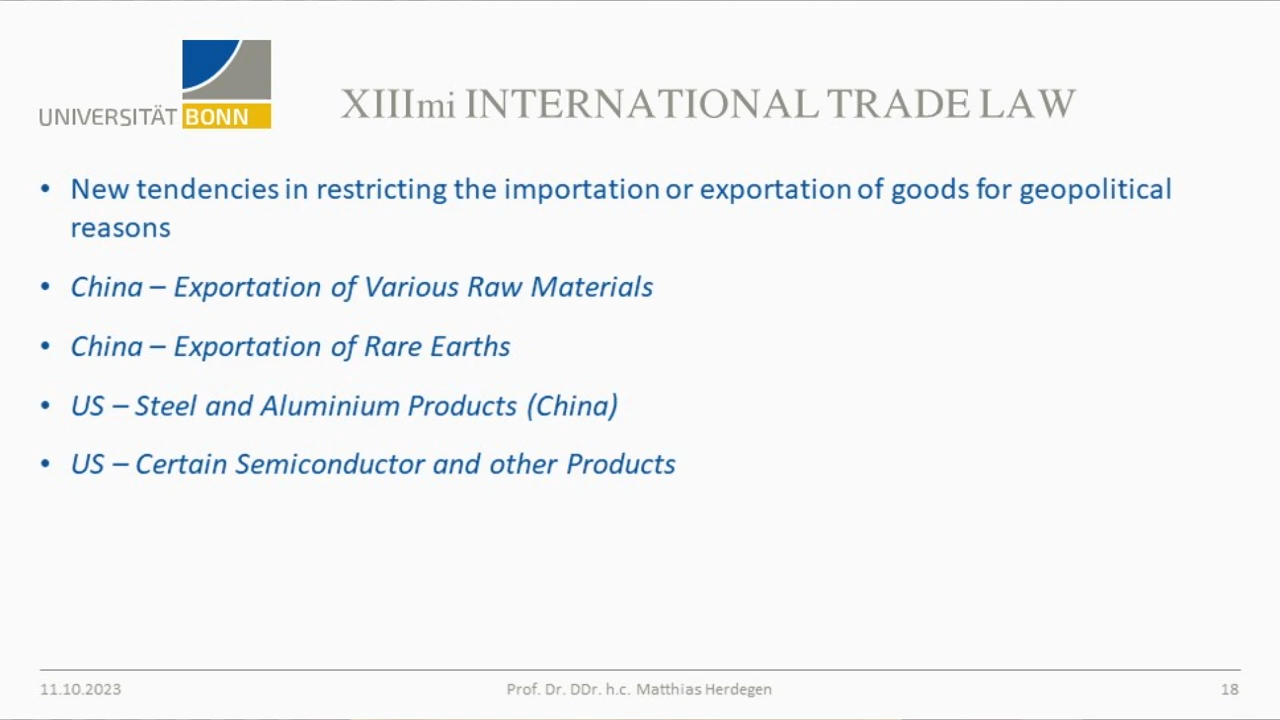 UNIVERSITÄT BONN
XIIImi INTERNATIONAL TRADE LAW
• New tendencies in restricting the importation or exportation of goods for geopolitical
reasons
• China – Exportation of Various Raw Materials
• China – Exportation of Rare Earths
• US – Steel and Aluminium Products (China)
• US – Certain Semiconductor and other Products
11.10.2023 Prof. Dr. DDr. h.c. Matthias Herdegen 18